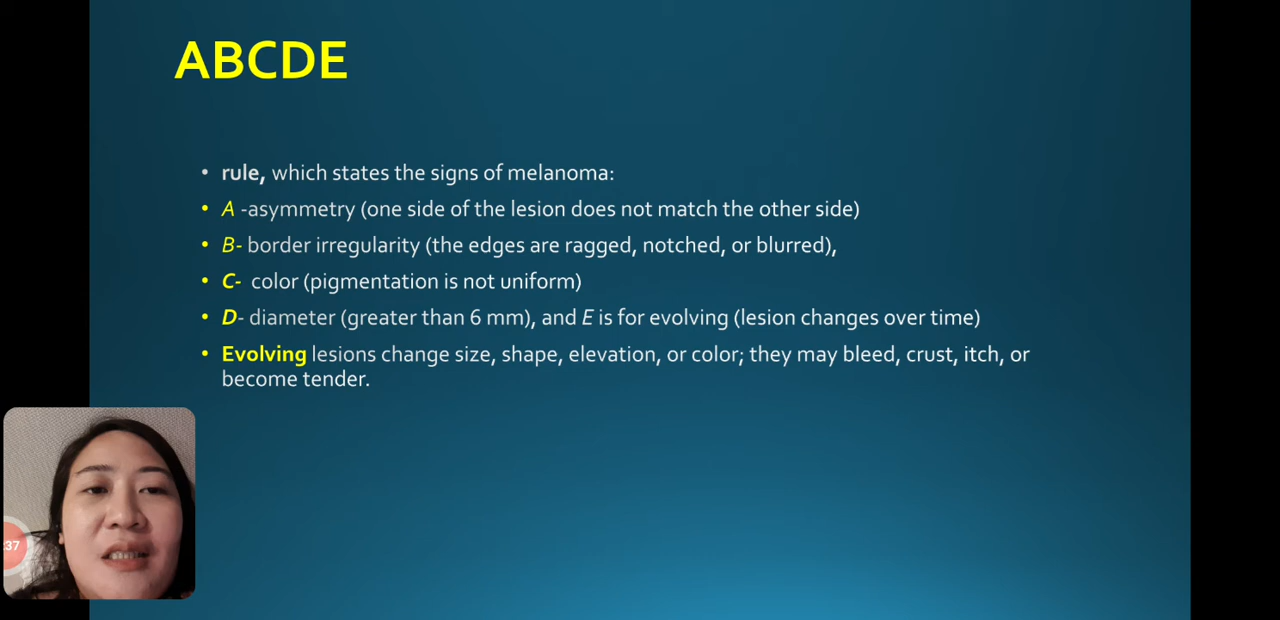 ABCDE
• rule, which states the signs of melanoma:
• A -asymmetry (one side of the lesion does not match the other side)
• B- border irregularity (the edges are ragged, notched, or blurred),
• C- color (pigmentation is not uniform)
• D- diameter (greater than 6 mm), and E is for evolving (lesion changes over time)
• Evolving lesions change size, shape, elevation, or color; they may bleed, crust, itch, or
become tender.
:37